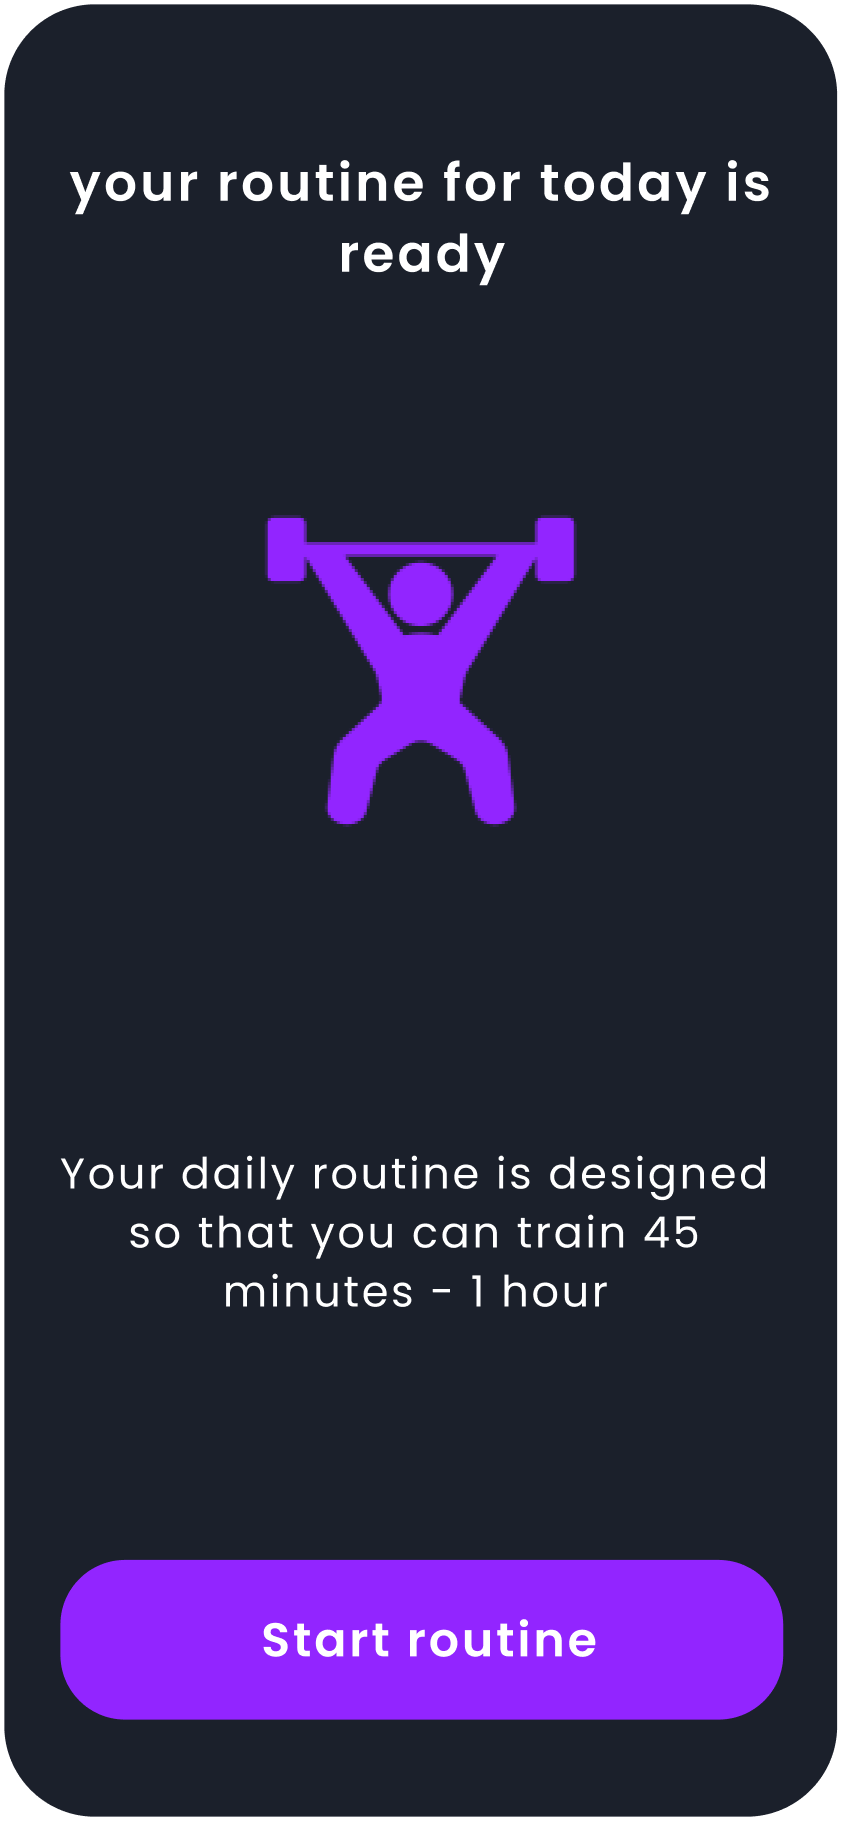 your routine for today is
ready
Your daily routine is designed
so that you can train 45
minutes - 1 hour
Start routine